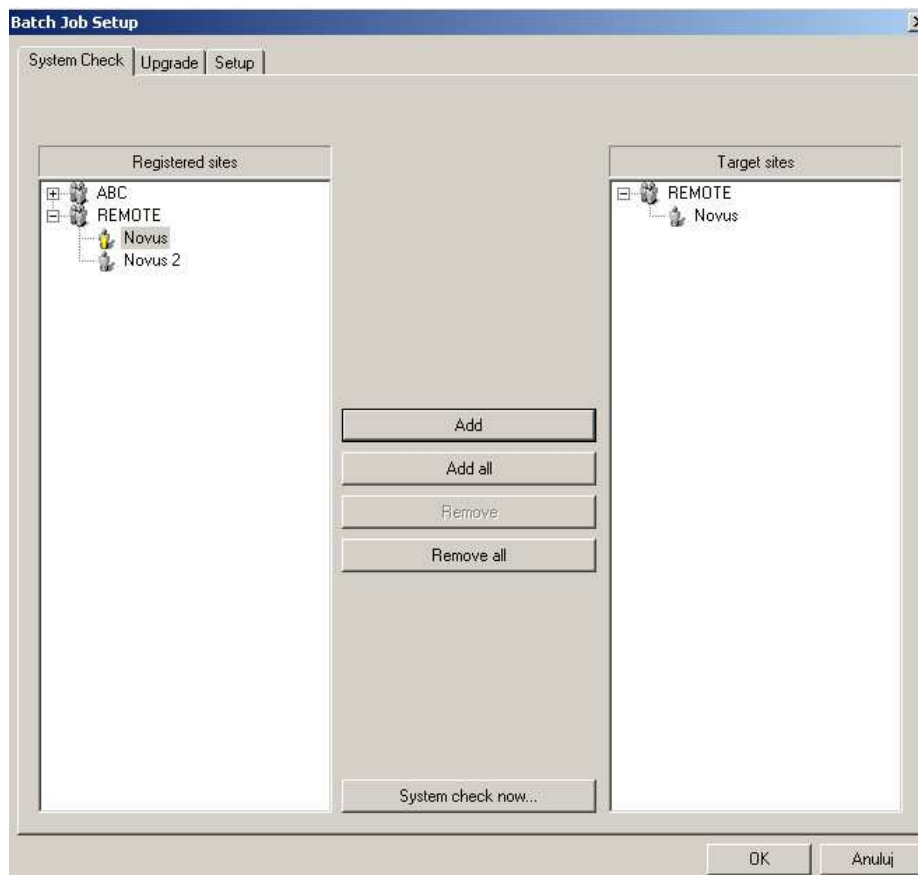 Batch Job Setup
System Check Upgrade Setup
Registered sites
ABC
REMOTE
Novus
Novus 2
Add
Add all
Remove
Remove all
System check now...
Target sites
REMOTE
Novus
OK Anuluj